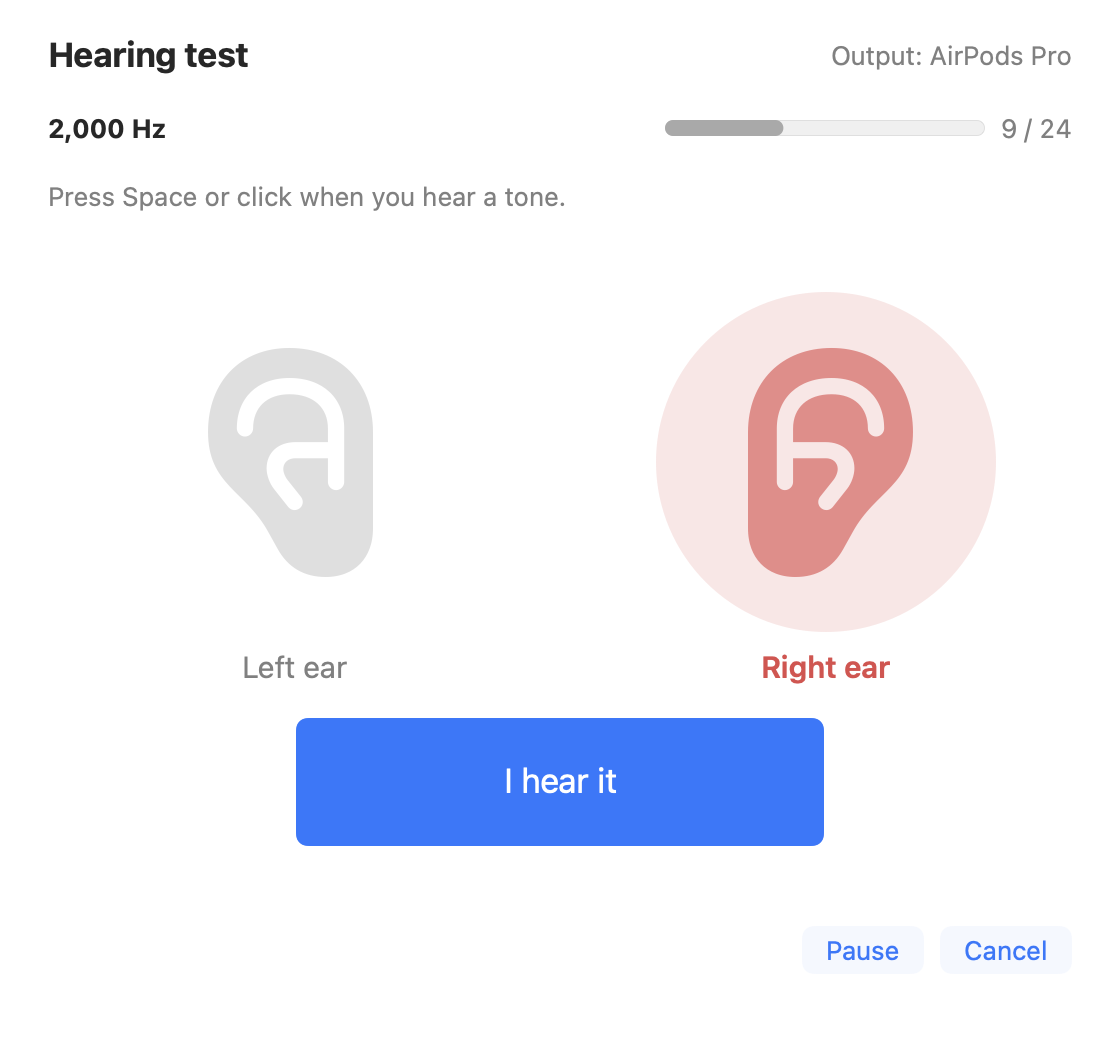 Hearing test
Output: AirPods Pro
2,000 Hz
9 / 24
Press Space or click when you hear a tone.
Left ear
Right ear
I hear it
Pause
Cancel